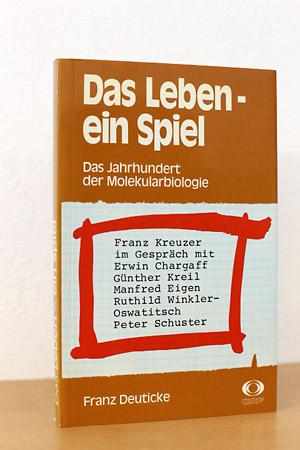 Das Leben -
ein Spiel
Das Jahrhundert
der Molekularbiologie
Franz Kreuzer
im Gespräch mit
Erwin Chargaff
Günther Kreil
Manfred Eigen
Ruthild Winkler-
Oswatitsch
Peter Schuster
Franz Deuticke
ORF